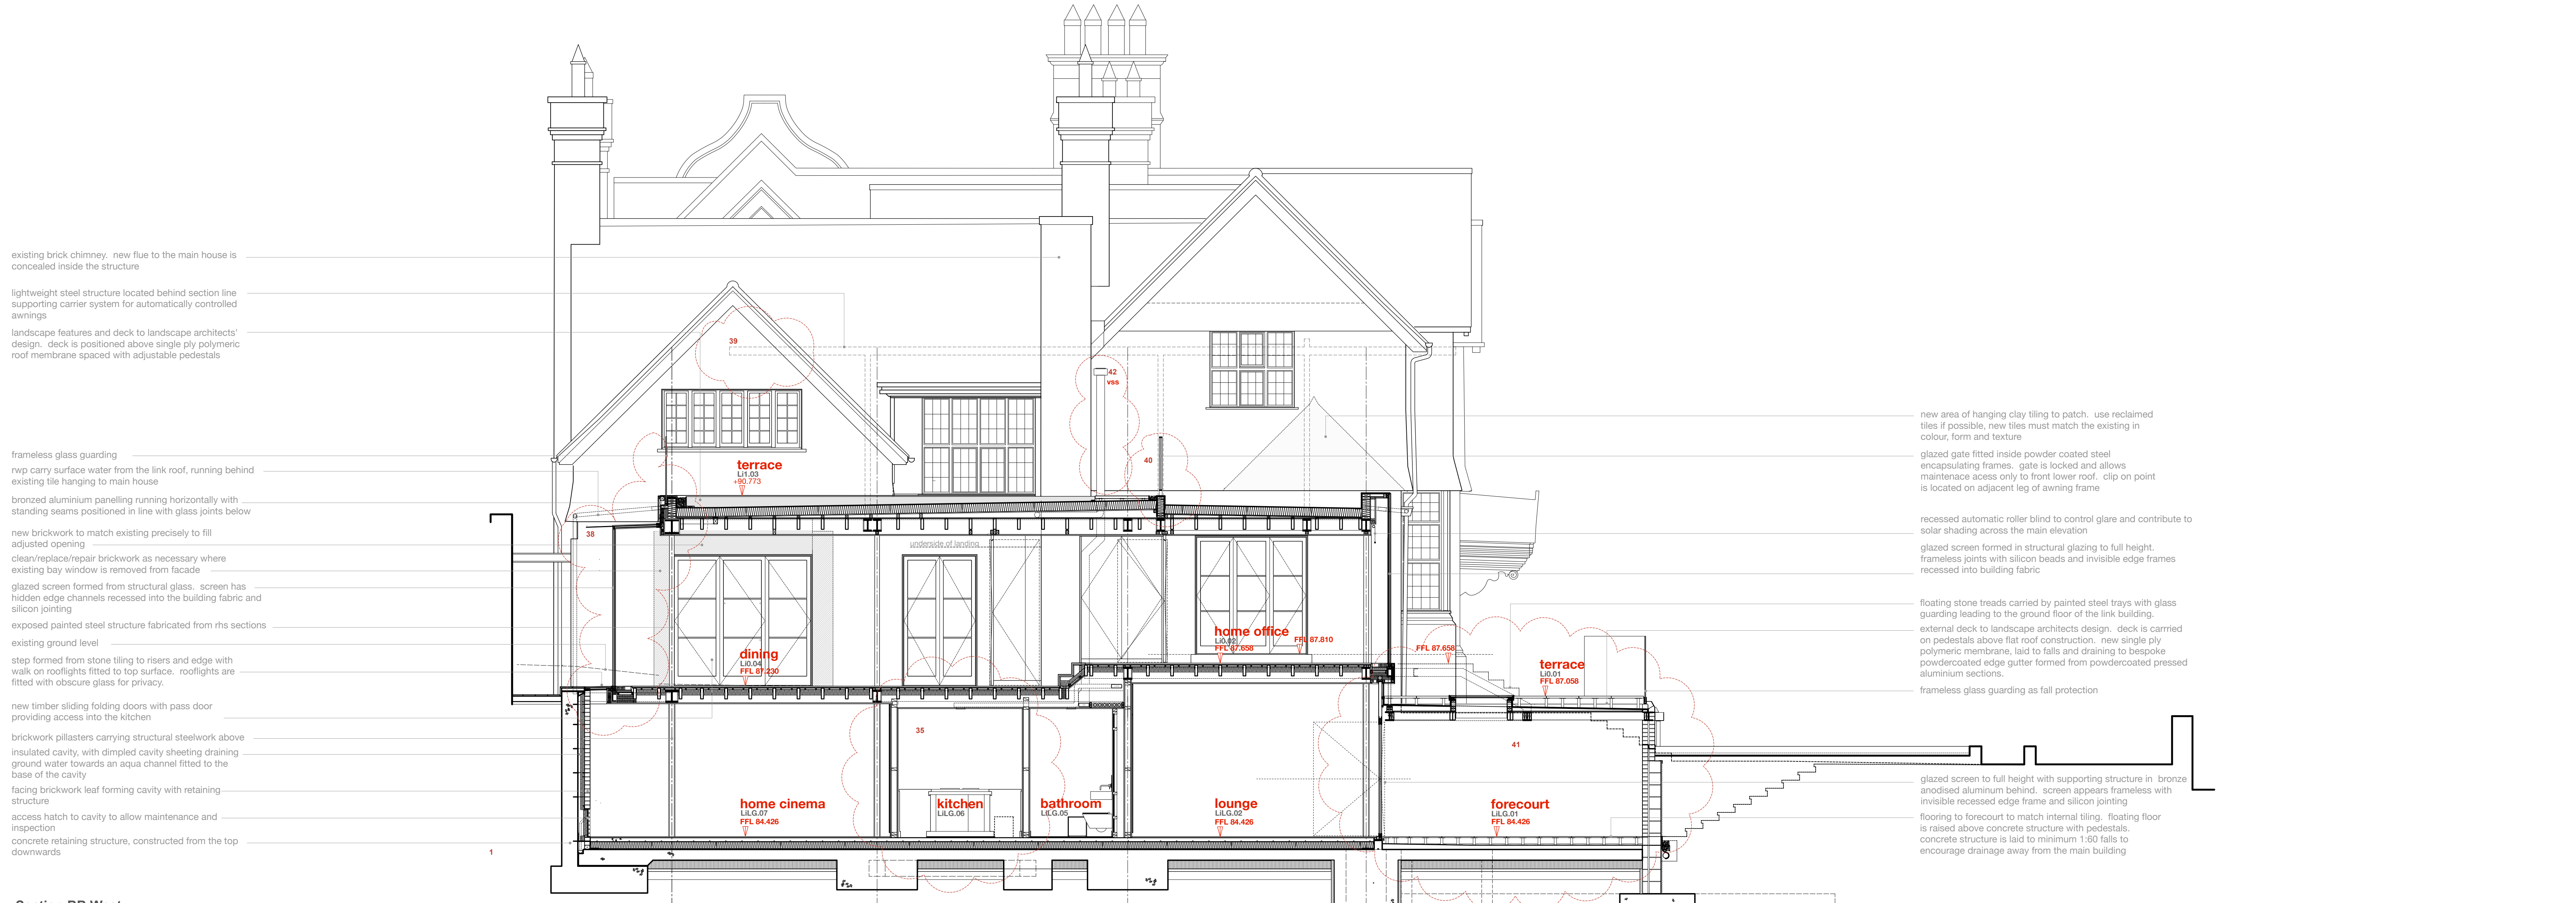 existing brick chimney. new flue to the main house is
concealed inside the structure
lightweight steel structure located behind section line
supporting carrier system for automatically controlled
awnings
landscape features and deck to landscape architects'
design. deck is positioned above single ply polymeric
roof membrane spaced with adjustable pedestals
frameless glass guarding
rwp carry surface water from the link roof, running behind
existing tile hanging to main house
bronzed aluminium panelling running horizontally with
standing seams positioned in line with glass joints below
new brickwork to match existing precisely to fill
adjusted opening
clean/replace/repair brickwork as necessary where
existing bay window is removed from facade
glazed screen formed from structural glass. screen has
hidden edge channels recessed into the building fabric and
silicon jointing
exposed painted steel structure fabricated from rhs sections
existing ground level
step formed from stone tiling to risers and edge with
walk on rooflights fitted to top surface. rooflights are
fitted with obscure glass for privacy.
new timber sliding folding doors with pass door
providing access into the kitchen
brickwork pillasters carrying structural steelwork above
insulated cavity, with dimpled cavity sheeting draining
ground water towards an aqua channel fitted to the
base of the cavity
facing brickwork leaf forming cavity with retaining
structure
access hatch to cavity to allow maintenance and
inspection
concrete retaining structure, constructed from the top
downwards
1
39
42
vss
40
terrace
Li1.03
+90.773
38
underside of landing
home office
Li0.02
FFL 87.658
FFL 87.810
FFL 87.658
dining
Li0.04
FFL 87.230
terrace
Li0.01
FFL 87.058
35
41
home cinema
LiLG.07
FFL 84.426
kitchen
LiLG.06
bathroom
LiLG.05
lounge
LiLG.02
FFL 84.426
forecourt
LiLG.01
FFL 84.426
new area of hanging clay tiling to patch. use reclaimed
tiles if possible, new tiles must match the existing in
colour, form and texture
glazed gate fitted inside powder coated steel
encapsulating frames. gate is locked and allows
maintenace acess only to front lower roof. clip on point
is located on adjacent leg of awning frame
recessed automatic roller blind to control glare and contribute to
solar shading across the main elevation
glazed screen formed in structural glazing to full height.
frameless joints with silicon beads and invisible edge frames
recessed into building fabric
floating stone treads carried by painted steel trays with glass
guarding leading to the ground floor of the link building.
external deck to landscape architects design. deck is carried
on pedestals above flat roof construction. new single ply
polymeric membrane, laid to falls and draining to bespoke
powdercoated edge gutter formed from powdercoated pressed
aluminium sections.
frameless glass guarding as fall protection
glazed screen to full height with supporting structure in bronze
anodised aluminum behind. screen appears frameless with
invisible recessed edge frame and silicon jointing
flooring to forecourt to match internal tiling. floating floor
is raised above concrete structure with pedestals.
concrete structure is laid to minimum 1:60 falls to
encourage drainage away from the main building